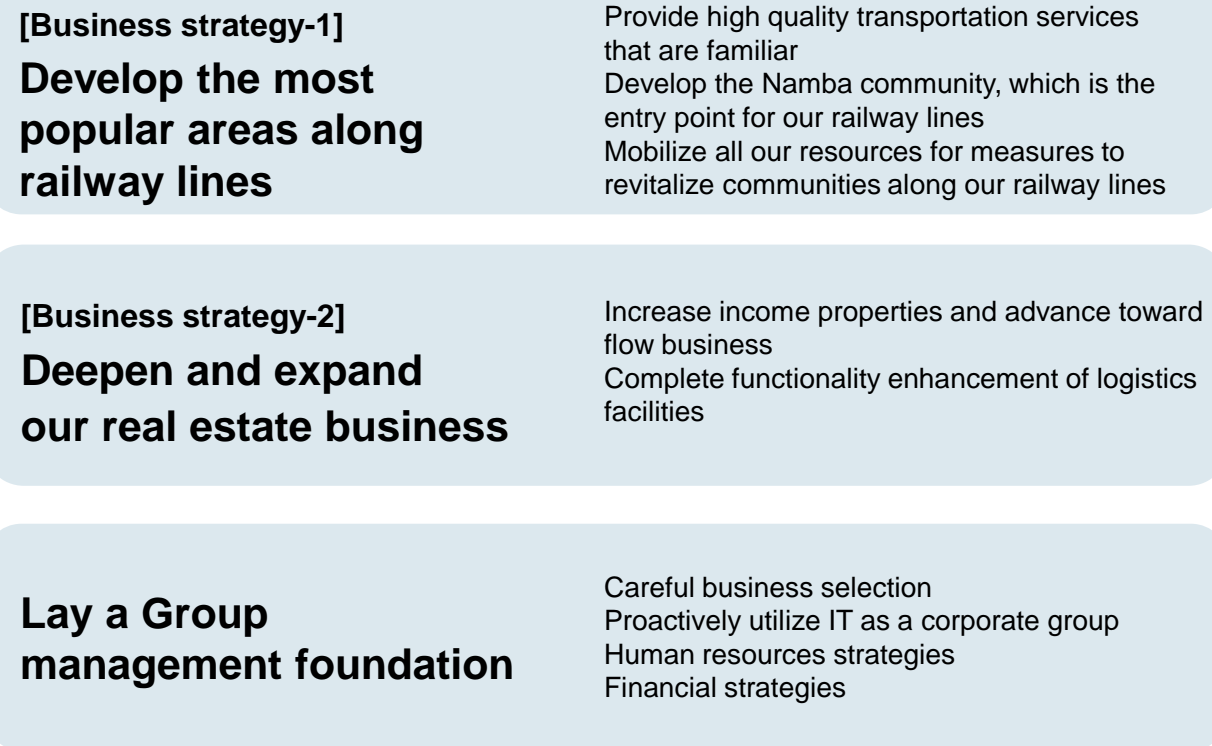 [Business strategy-1]
Develop the most
popular areas along
railway lines
Provide high quality transportation services
that are familiar
Develop the Namba community, which is the
entry point for our railway lines
Mobilize all our resources for measures to
revitalize communities along our railway lines
[Business strategy-2]
Deepen and expand
our real estate business
Increase income properties and advance toward
flow business
Complete functionality enhancement of logistics
facilities
Lay a Group
management foundation
Careful business selection
Proactively utilize IT as a corporate group
Human resources strategies
Financial strategies